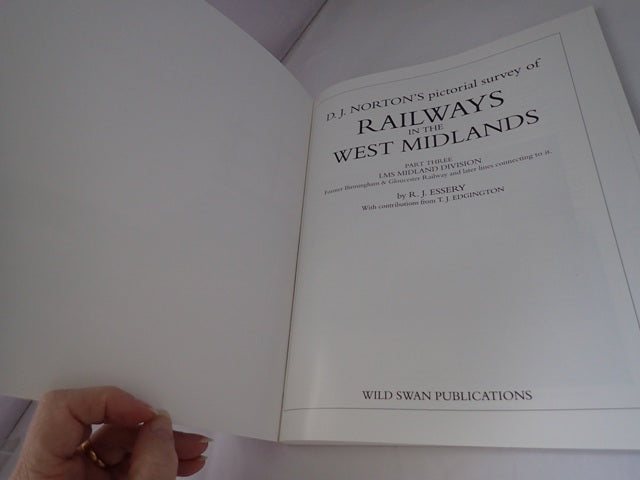 D. J. NORTON'S pictorial survey of
RAILWAYS
IN THE
WEST MIDLANDS
PART THREE
LMS MIDLAND DIVISION
Former Birmingham & Gloucester Railway and later lines connecting to it.
by R. J. ESSERY
With contributions from T. J. EDGINGTON
WILD SWAN PUBLICATIONS